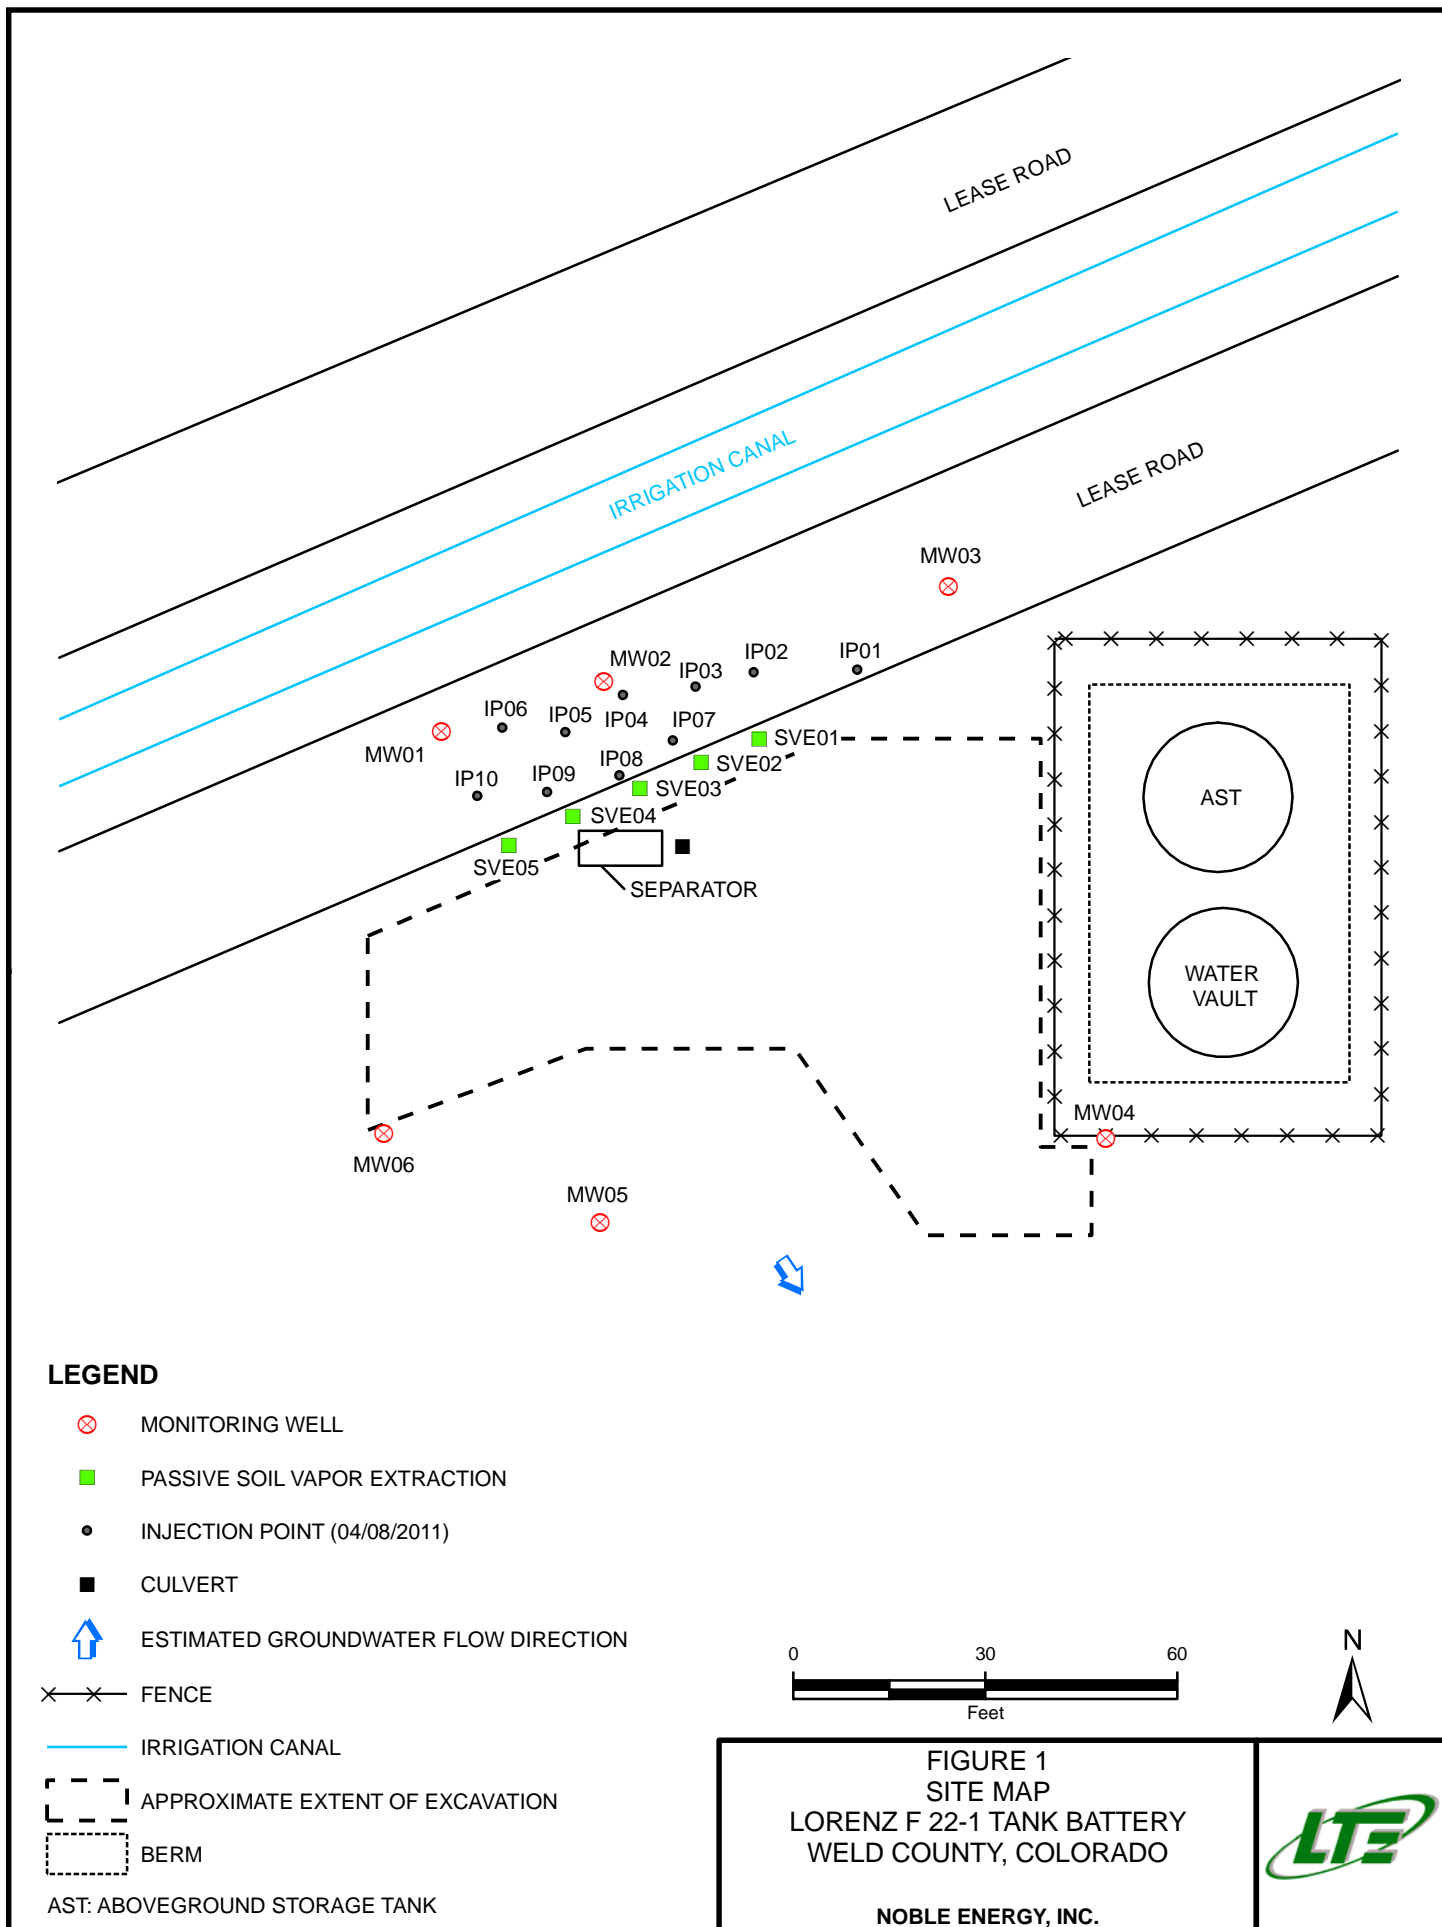 LEASE ROAD
IRRIGATION CANAL
LEASE ROAD
MW03
MW02
IP03
IP02
IP01
IP06
IP05
IP04
IP07
MW01
SVE01
IP10
IP09
IP08
SVE02
SVE03
SVE04
SVE05
SEPARATOR
AST
WATER
VAULT
MW04
MW06
MW05
LEGEND
MONITORING WELL
PASSIVE SOIL VAPOR EXTRACTION
INJECTION POINT (04/08/2011)
CULVERT
ESTIMATED GROUNDWATER FLOW DIRECTION
FENCE
IRRIGATION CANAL
APPROXIMATE EXTENT OF EXCAVATION
BERM
AST: ABOVEGROUND STORAGE TANK
0 30 60
Feet
N
FIGURE 1
SITE MAP
LORENZ F 22-1 TANK BATTERY
WELD COUNTY, COLORADO
NOBLE ENERGY, INC.
LTE